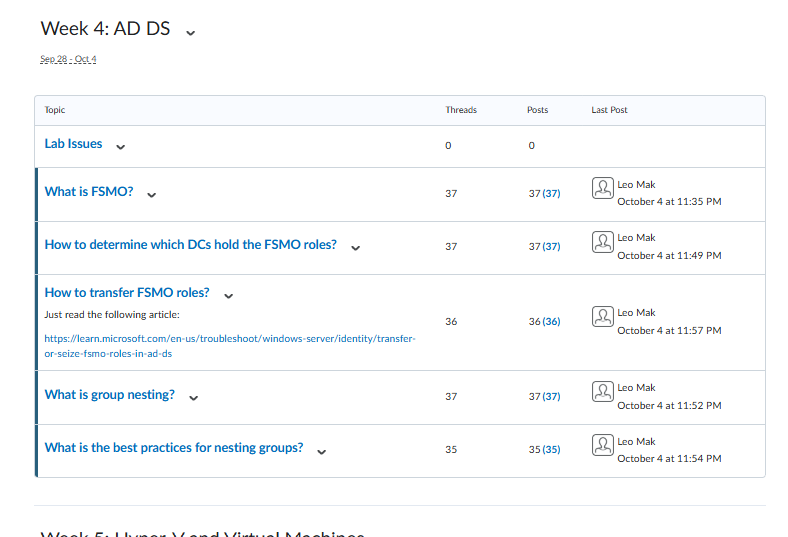 Week 4: AD DS
Sep 28 - Oct 4
Topic Threads Posts Last Post
Lab Issues 0 0
What is FSMO? 37 37 (37) Leo Mak
October 4 at 11:35 PM
How to determine which DCs hold the FSMO roles? 37 37 (37) Leo Mak
October 4 at 11:49 PM
How to transfer FSMO roles?
Just read the following article:
https://learn.microsoft.com/en-us/troubleshoot/windows-server/identity/transfer-
or-seize-fsmo-roles-in-ad-ds
36 36 (36) Leo Mak
October 4 at 11:57 PM
What is group nesting? 37 37 (37) Leo Mak
October 4 at 11:52 PM
What is the best practices for nesting groups? 35 35 (35) Leo Mak
October 4 at 11:54 PM
Week 5: Hyper-V and Virtual Machines